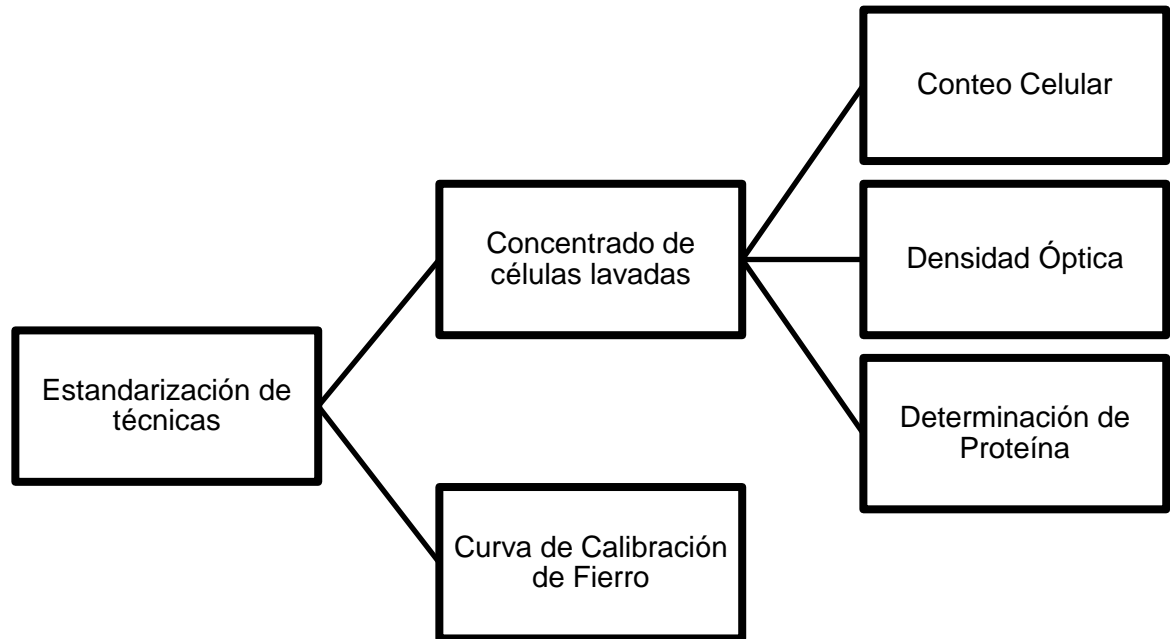 Estandarización de
técnicas
Concentrado de
células lavadas
Curva de Calibración
de Fierro
Conteo Celular
Densidad Óptica
Determinación de
Proteína